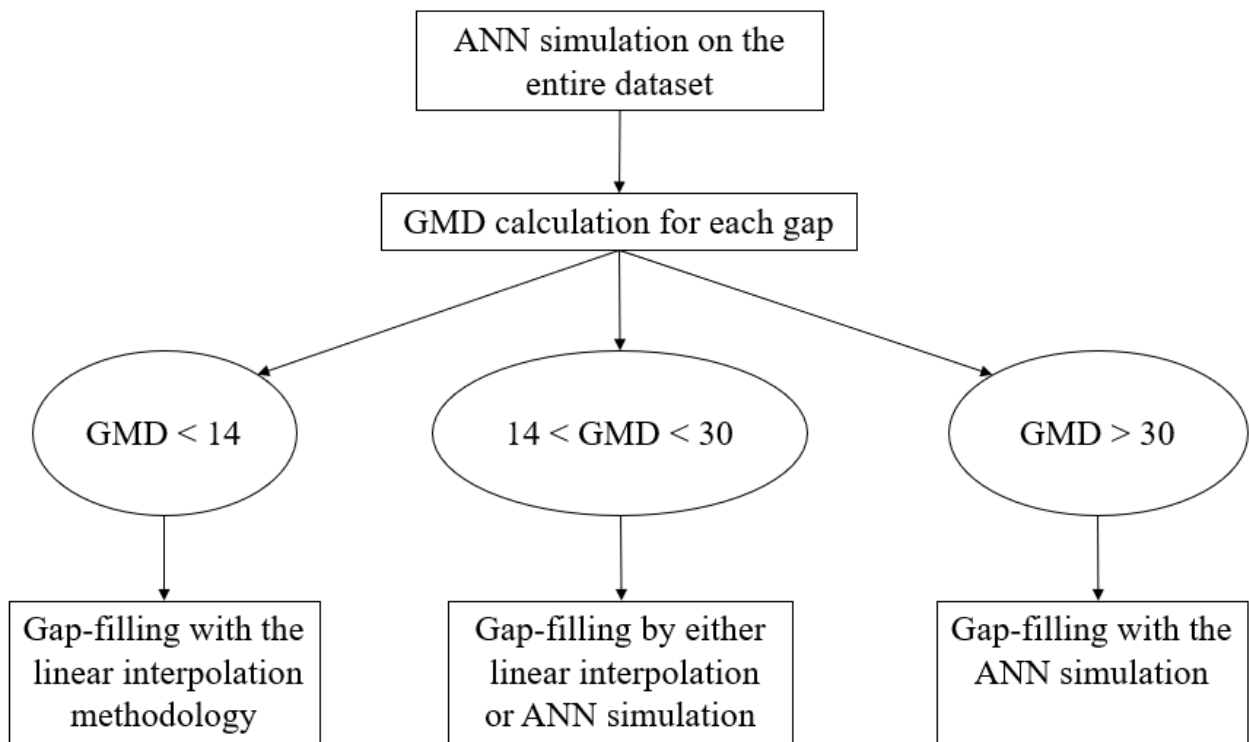 ANN simulation on the
entire dataset
GMD calculation for each gap
GMD < 14
14 < GMD < 30
GMD > 30
Gap-filling with the
linear interpolation
methodology
Gap-filling by either
linear interpolation
or ANN simulation
Gap-filling with the
ANN simulation